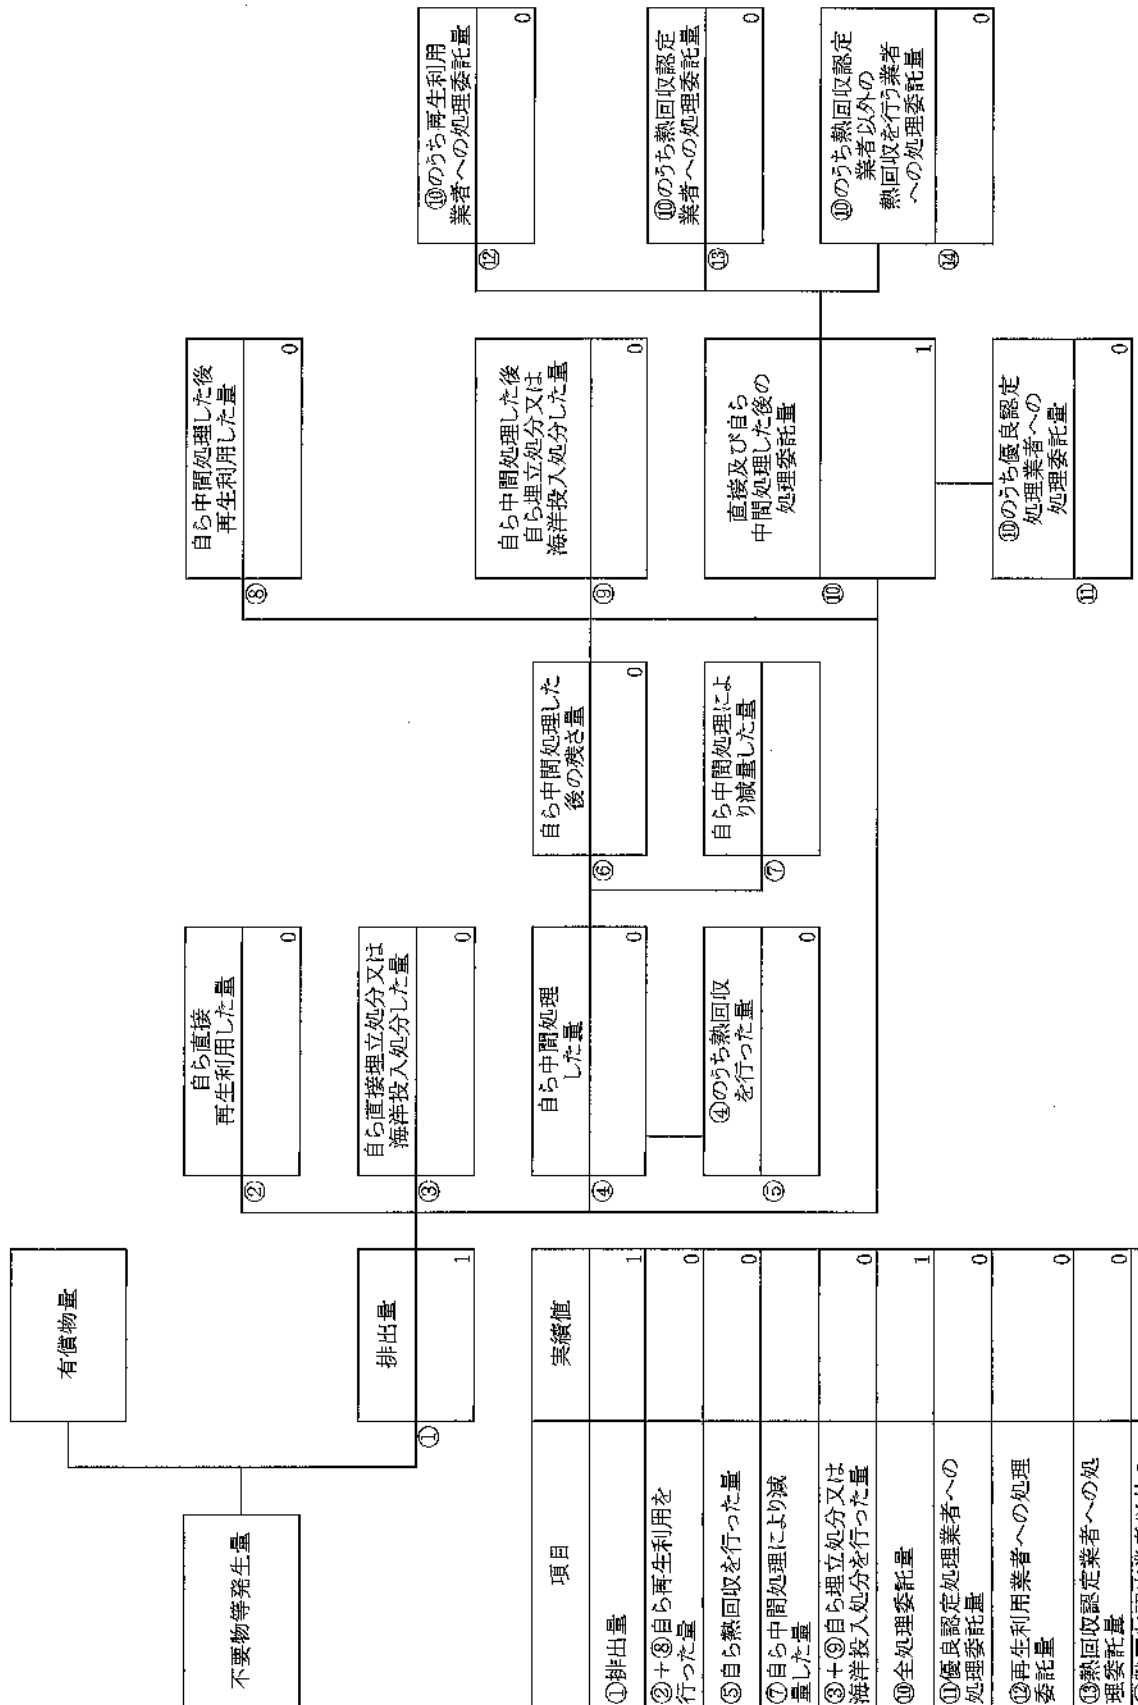 不要物等発生量
有償物量
①
排出量
1
②
自ら直接
再生利用した量
0
③
自ら直接埋立処分又は
海洋投入処分した量
0
④
自ら中間処理
した量
0
⑤
④のうち熱回収
を行った量
0
⑥
自ら中間処理した
後の残さ量
0
⑦
自ら中間処理によ
り減量した量
⑧
自ら中間処理した後
再生利用した量
0
⑨
自ら中間処理した後
自ら埋立処分又は
海洋投入処分した量
0
⑩
直接及び自ら
中間処理した後の
処理委託量
1
⑪
⑩のうち優良認定
処理業者への
処理委託量
0
⑫
⑩のうち再生利用
業者への処理委託量
0
⑬
⑩のうち熱回収認定
業者への処理委託量
0
⑭
⑩のうち熱回収認定
業者以外の
熱回収を行う業者
への処理委託量
0
項目 実績値
①排出量 1
②+⑧自ら再生利用を
行った量 0
⑤自ら熱回収を行った量 0
⑦自ら中間処理により減
量した量
③+⑨自ら埋立処分又は
海洋投入処分を行った量 0
⑩全処理委託量 1
⑪優良認定処理業者への
処理委託量 0
⑫再生利用業者への処理
委託量 0
⑬熱回収認定業者への処
理委託量 0